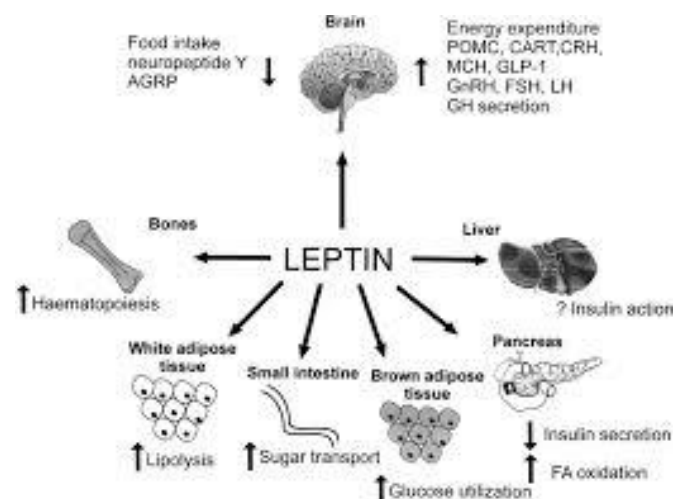 Brain
Food intake
neuropeptide Y
AGRP
Energy expenditure
POMC, CART,CRH,
MCH, GLP-1
GnRH, FSH, LH
GH secretion
Bones
Haematopoiesis
LEPTIN
Liver
? Insulin action
White adipose
tissue
Lipolysis
Small intestine
Sugar transport
Brown adipose
tissue
Glucose utilization
Pancreas
Insulin secretion
FA oxidation